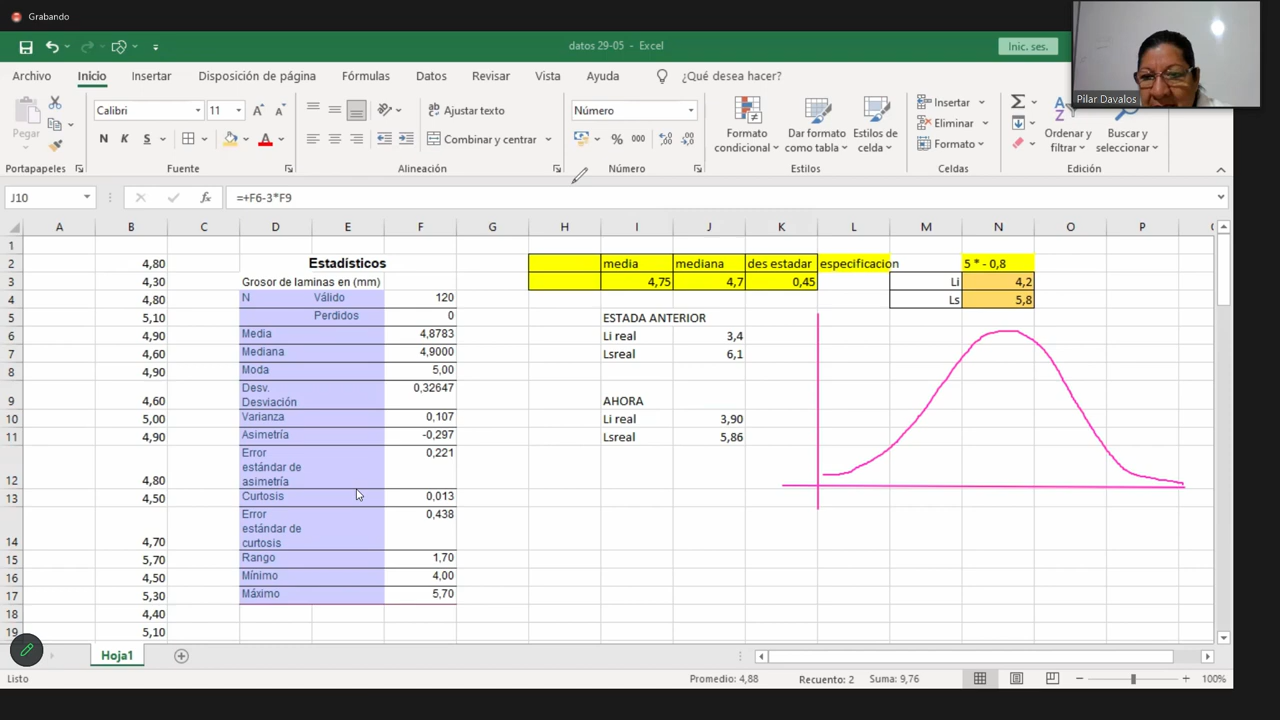 Grabando
datos 29-05 - Excel
Inic. ses.
Pilar Davalos
Archivo Inicio Insertar Disposición de página Fórmulas Datos Revisar Vista Ayuda ¿Qué desea hacer?
Pegar
Calibri 11
N K S
Ajustar texto
Combinar y centrar
Número
% 000
Formato condicional
Dar formato como tabla
Estilos de celda
Insertar
Eliminar
Formato
Ordenar y filtrar
Buscar y seleccionar
Portapapeles Fuente Alineación Número Estilos Celdas Edición
J10 fx =+F6-3*F9
A B C D E F G H I J K L M N O P
1
2 4,80 Estadísticos media mediana des estadar especificacion 5 * - 0,8
3 4,30 Grosor de laminas en (mm) 4,75 4,7 0,45 Li 4,2
4 4,80 N Válido 120 Ls 5,8
5 5,10 Perdidos 0 ESTADA ANTERIOR
6 4,90 Media 4,8783 Li real 3,4
7 4,60 Mediana 4,9000 Lsreal 6,1
8 4,90 Moda 5,00
9 4,60 Desv. Desviación 0,32647 AHORA
10 5,00 Varianza 0,107 Li real 3,90
11 4,90 Asimetría -0,297 Lsreal 5,86
12 4,80 Error estándar de asimetría 0,221
13 4,50 Curtosis 0,013
14 4,70 Error estándar de curtosis 0,438
15 5,70 Rango 1,70
16 4,50 Mínimo 4,00
17 5,30 Máximo 5,70
18 4,40
19 5,10
Hoja1
Listo Promedio: 4,88 Recuento: 2 Suma: 9,76 100%